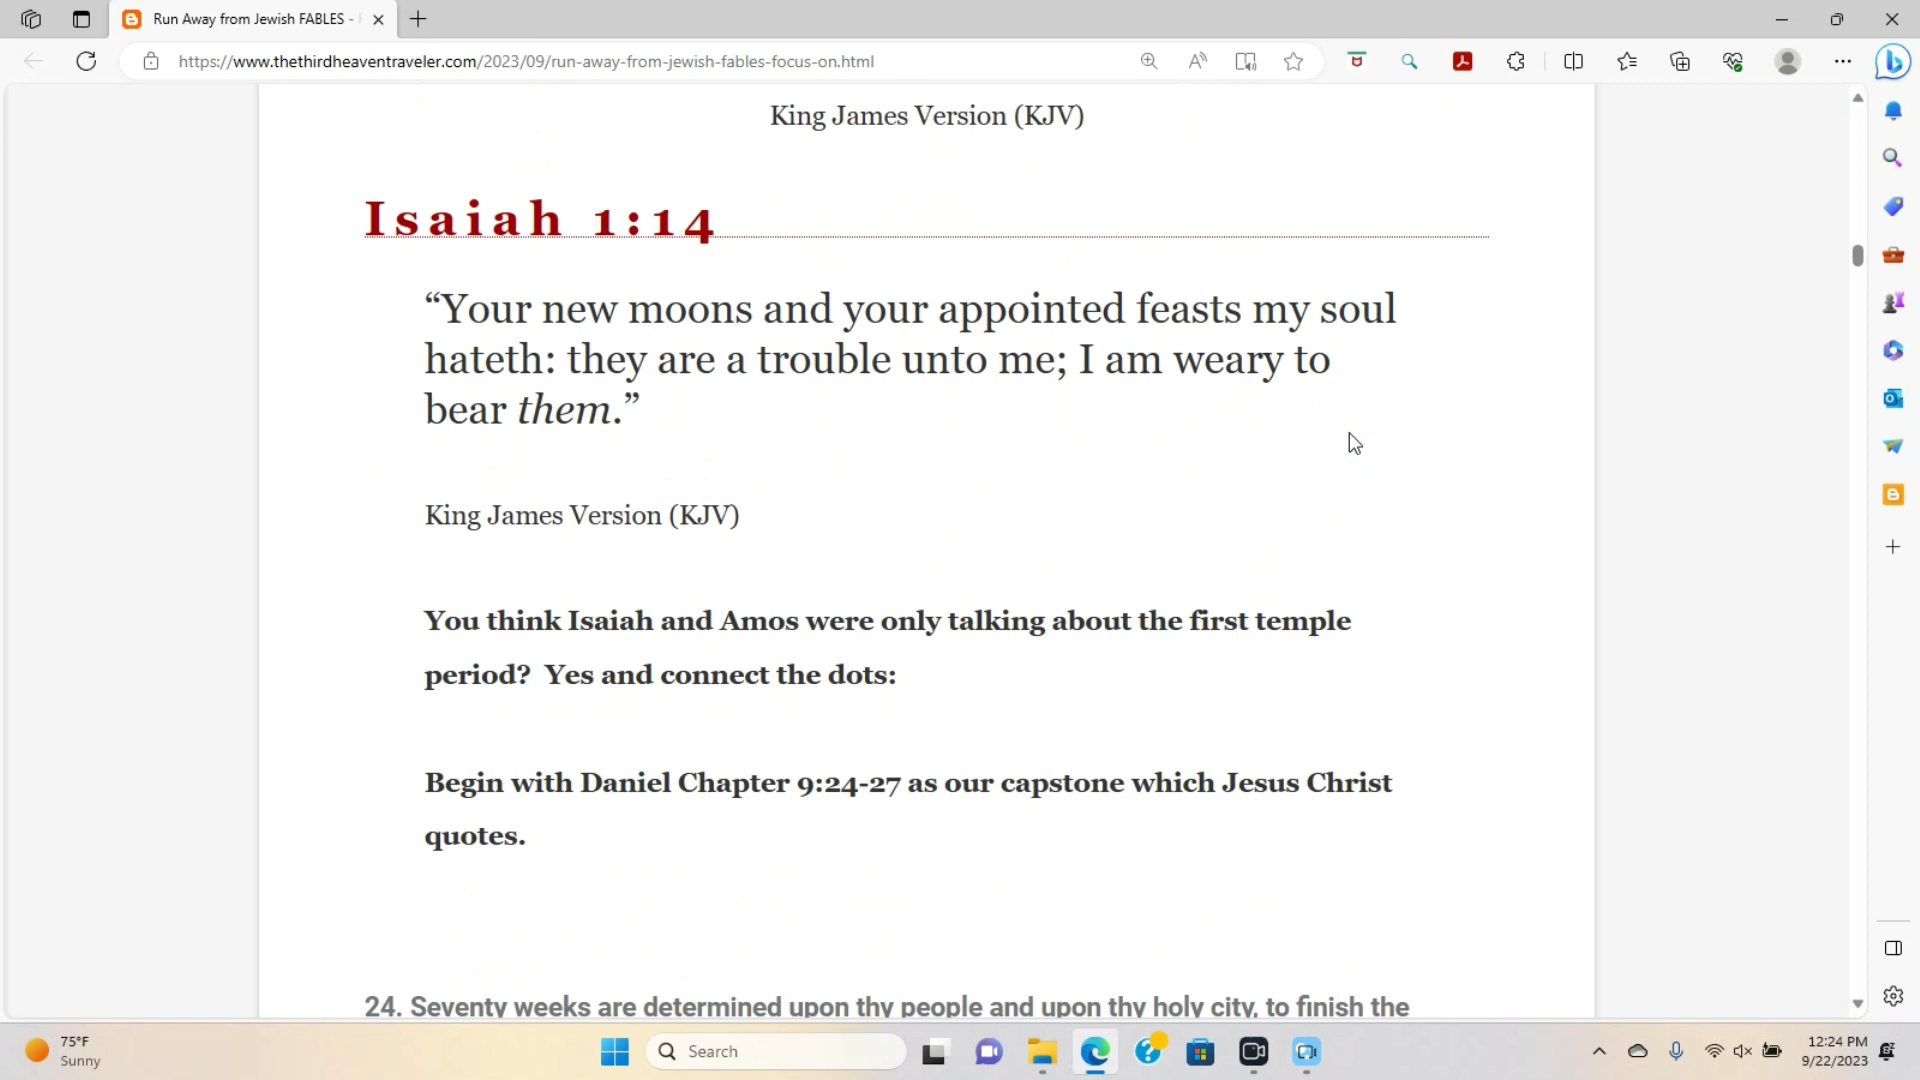 Run Away from Jewish FABLES -
https://www.thethirdheaventraveler.com/2023/09/run-away-from-jewish-fables-focus-on.html
King James Version (KJV)
Isaiah 1:14
“Your new moons and your appointed feasts my soul
hateth: they are a trouble unto me; I am weary to
bear them.”
King James Version (KJV)
You think Isaiah and Amos were only talking about the first temple
period?  Yes and connect the dots:
Begin with Daniel Chapter 9:24-27 as our capstone which Jesus Christ
quotes.
24. Seventy weeks are determined upon thy people and upon thy holy city, to finish the
75°F
Sunny
Search
12:24 PM
9/22/2023